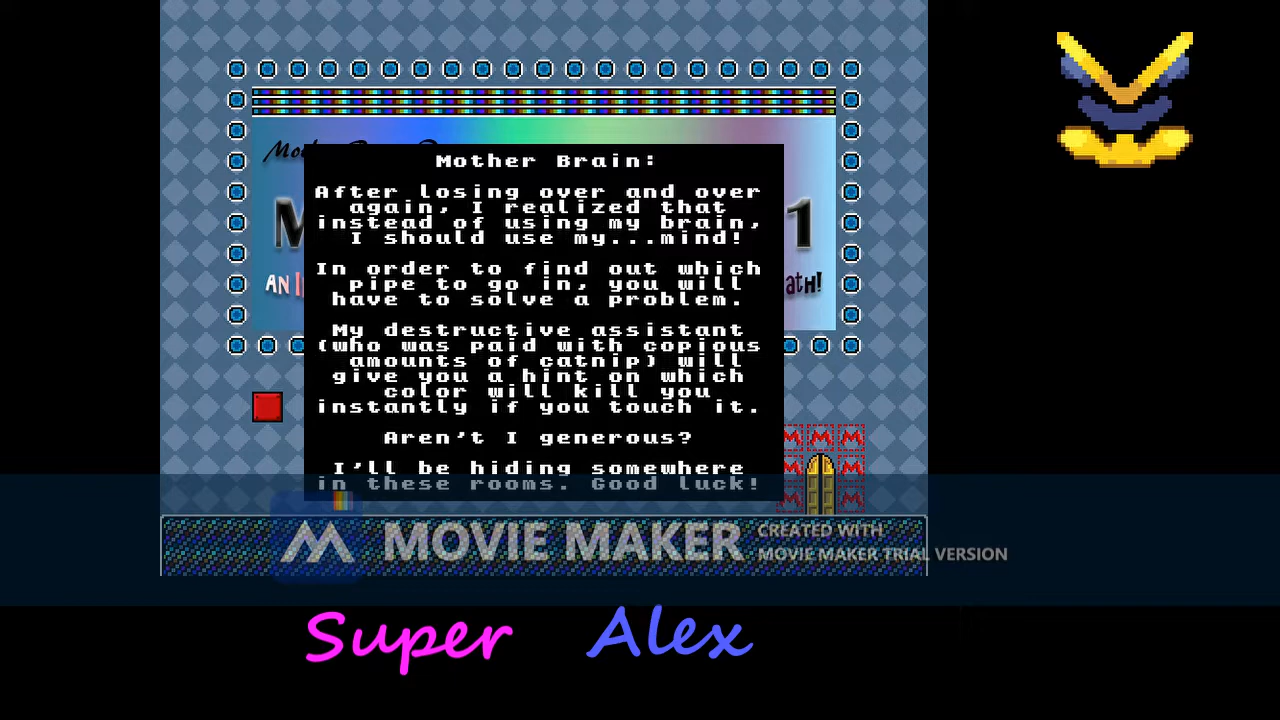 Mother Brain:
After losing over and over
again, I realized that
instead of using my brain,
I should use my...mind!
In order to find out which
pipe to go in, you will
have to solve a problem.
My destructive assistant
(who was paid with copious
amounts of catnip) will
give you a hint on which
color will kill you
instantly if you touch it.
Aren't I generous?
I'll be hiding somewhere
in these rooms. Good luck!
M 1
AN
MOVIE MAKER
CREATED WITH
MOVIE MAKER TRIAL VERSION
Super Alex